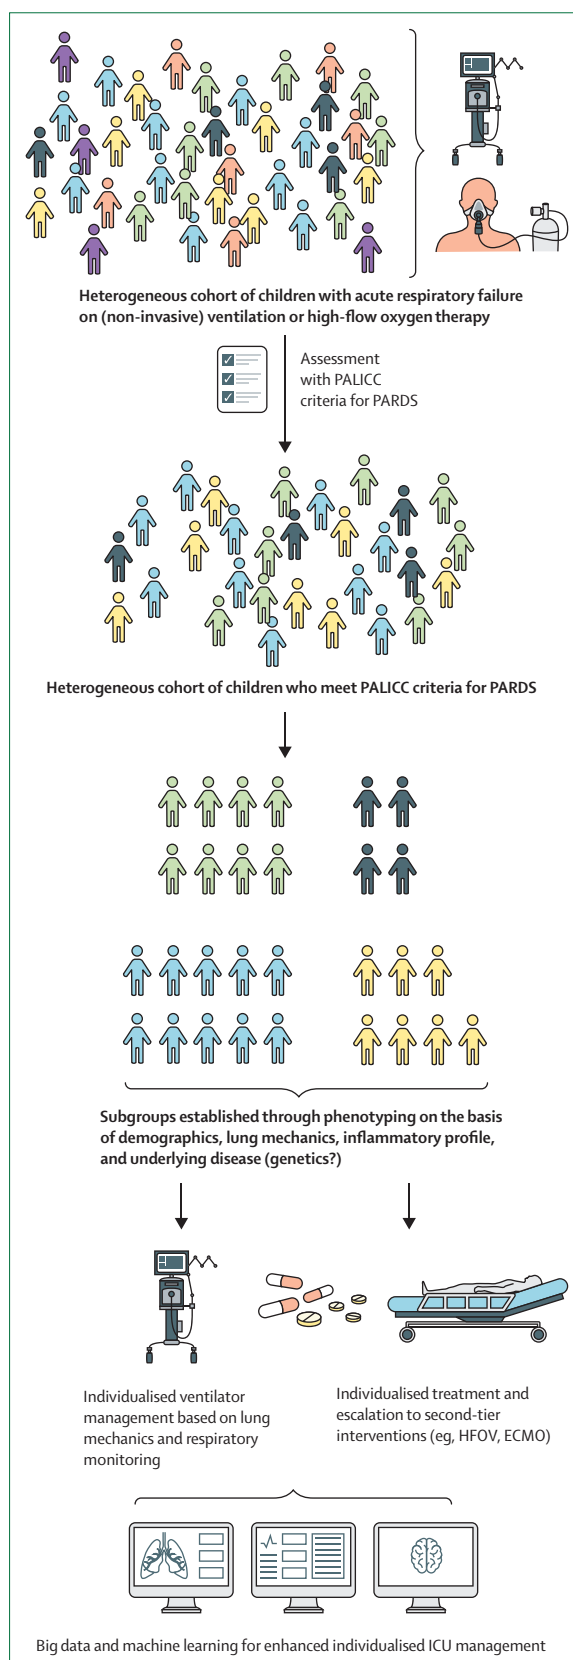 Heterogeneous cohort of children with acute respiratory failure
on (non-invasive) ventilation or high-flow oxygen therapy
Assessment
with PALICC
criteria for PARDS
Heterogeneous cohort of children who meet PALICC criteria for PARDS
Subgroups established through phenotyping on the basis
of demographics, lung mechanics, inflammatory profile,
and underlying disease (genetics?)
Individualised ventilator
management based on lung
mechanics and respiratory
monitoring
Individualised treatment and
escalation to second-tier
interventions (eg, HFOV, ECMO)
Big data and machine learning for enhanced individualised ICU management